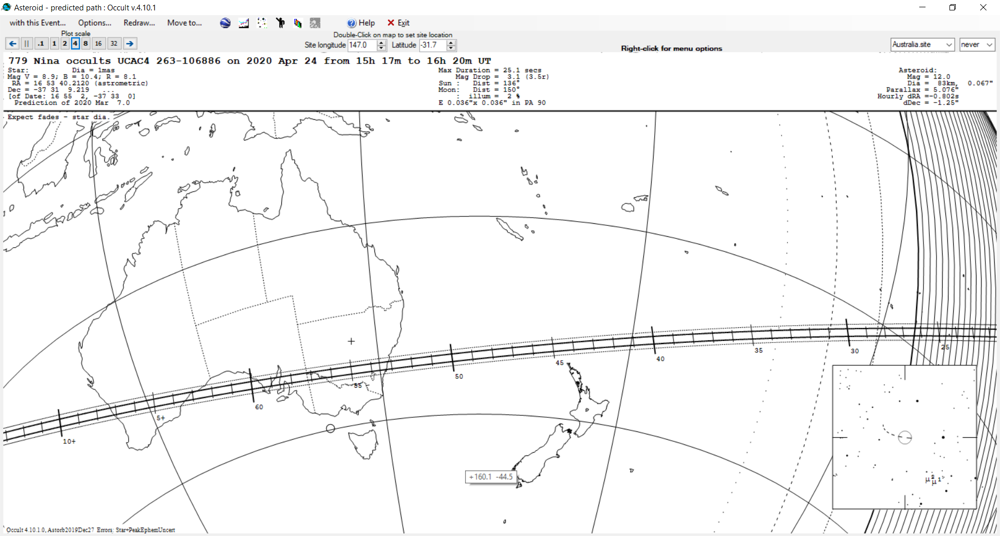 Asteroid - predicted path : Occult v.4.10.1
with this Event... Options... Redraw... Move to... Help Exit
Plot scale
.1 1 2 4 8 16 32
Double-Click on map to set site location
Site longitude 147.0 Latitude -31.7
Right-click for menu options
Australia.site never
779 Nina occults UCAC4 263-106886 on 2020 Apr 24 from 15h 17m to 16h 20m UT
Star: Dia = 1mas
Mag V = 8.9; B = 10.4; R = 8.1
RA = 16 53 40.2120 (astrometric)
Dec = -37 31 9.219 ...
[of Date: 16 55 2, -37 33 0]
Prediction of 2020 Mar 7.0
Max Duration = 25.1 secs
Mag Drop = 3.1 (3.5r)
Sun : Dist = 136°
Moon: Dist = 150°
: illum = 2 %
E 0.036"x 0.036" in PA 90
Asteroid:
Mag = 12.0
Dia = 83km, 0.067"
Parallax = 5.076"
Hourly dRA =-0.802s
dDec = -1.25"
Expect fades - star dia.
25
30
35
40
45
50
55
60
5+
10+
+160.1 -44.5
μ2
μ1
Occult 4.10.1.0, Astorb2019Dec27 Errors: Star+PeakEphemUncert